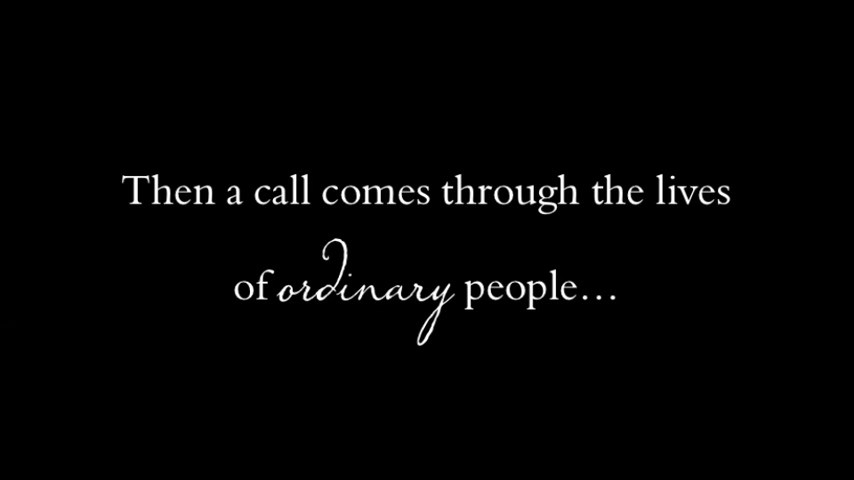 Then a call comes through the lives
of ordinary people...